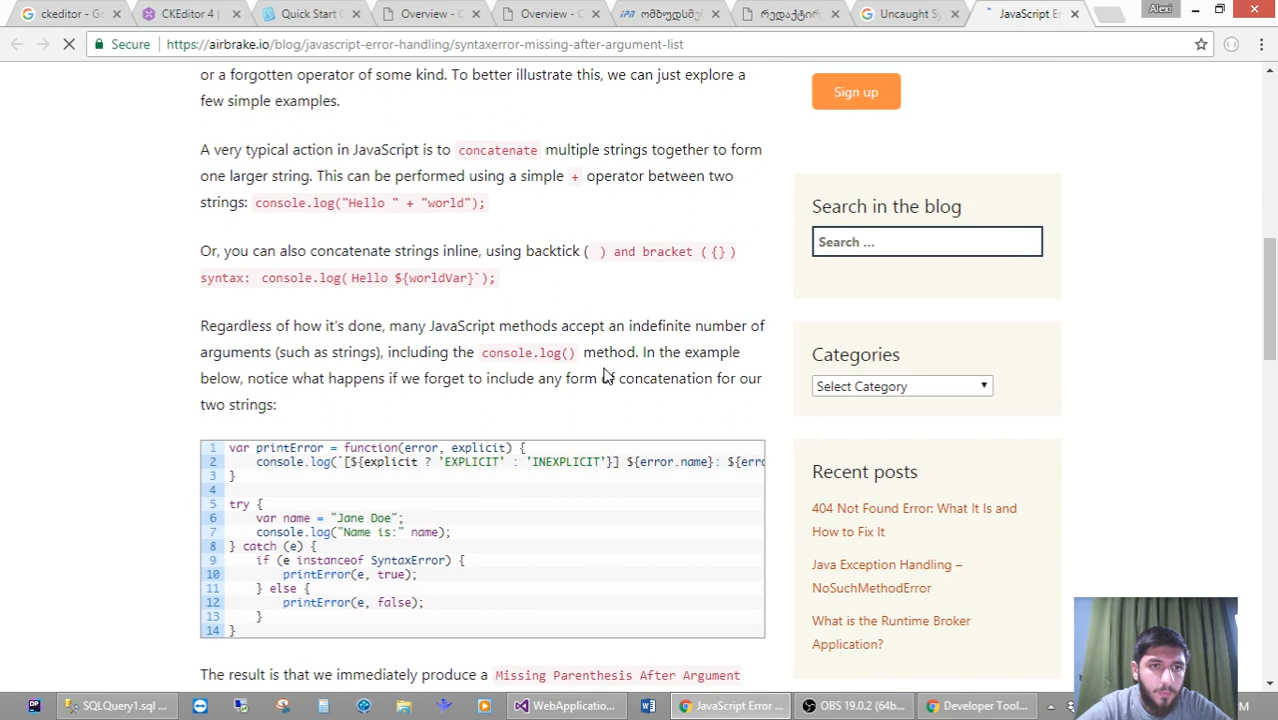 ckeditor - G
CKEditor 4 |
Quick Start G
Overview - C
Overview - C
ომბუდსმე
რედაქტირ
Uncaught Sy
JavaScript Er
Alexi
Secure
https://airbrake.io/blog/javascript-error-handling/syntaxerror-missing-after-argument-list
or a forgotten operator of some kind. To better illustrate this, we can just explore a
few simple examples.
A very typical action in JavaScript is to concatenate multiple strings together to form
one larger string. This can be performed using a simple + operator between two
strings: console.log("Hello " + "world");
Or, you can also concatenate strings inline, using backtick ( ) and bracket ({})
syntax: console.log(Hello ${worldVar}`);
Regardless of how it's done, many JavaScript methods accept an indefinite number of
arguments (such as strings), including the console.log() method. In the example
below, notice what happens if we forget to include any form of concatenation for our
two strings:
1 var printError = function(error, explicit) {
2 console.log(`[${explicit ? 'EXPLICIT' : 'INEXPLICIT'}] ${error.name}: ${erro
3 }
4
5 try {
6 var name = "Jane Doe";
7 console.log("Name is:" name);
8 } catch (e) {
9 if (e instanceof SyntaxError) {
10 printError(e, true);
11 } else {
12 printError(e, false);
13 }
14 }
The result is that we immediately produce a Missing Parenthesis After Argument
Sign up
Search in the blog
Search ...
Categories
Select Category
Recent posts
404 Not Found Error: What It Is and
How to Fix It
Java Exception Handling –
NoSuchMethodError
What is the Runtime Broker
Application?
SQLQuery1.sql ...
WebApplicatio...
JavaScript Error ...
OBS 19.0.2 (64b...
Developer Tool...